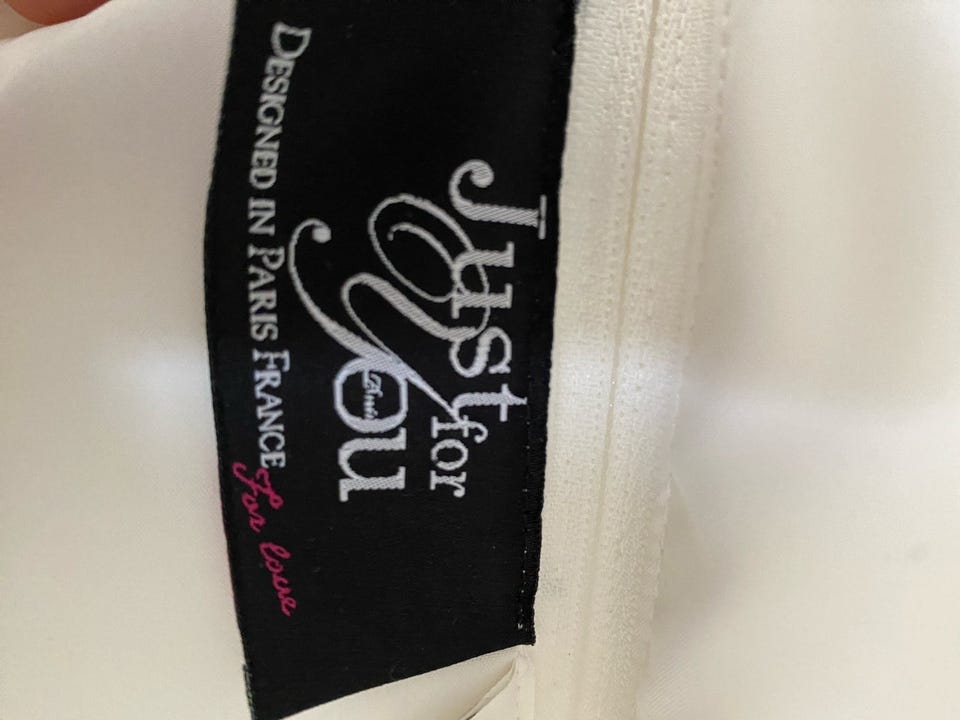 Just
for
You
DESIGNED IN PARIS FRANCE
For love